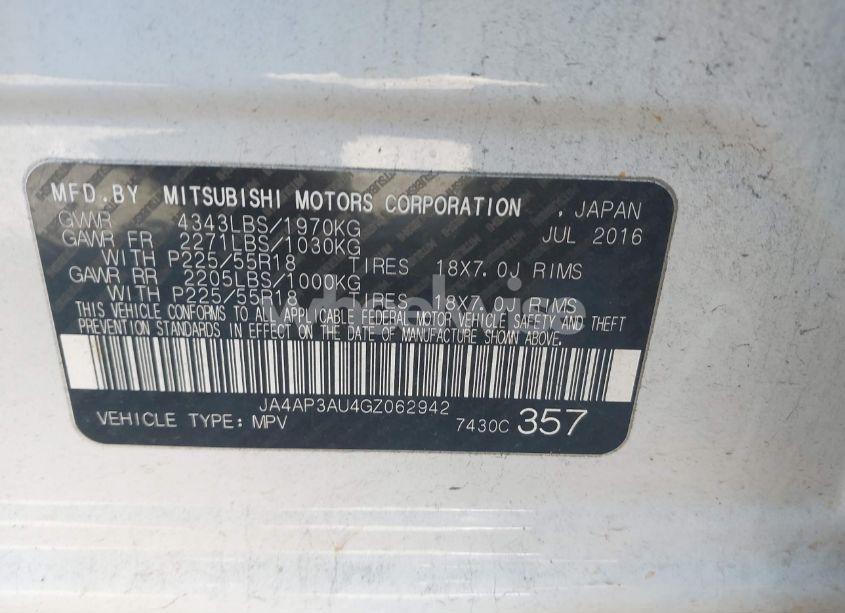 MFD.BY MITSUBISHI MOTORS CORPORATION , JAPAN
GVWR 4343LBS/1970KG JUL 2016
GAWR FR 2271LBS/1030KG
WITH P225/55R18 TIRES 18X7.0J RIMS
GAWR RR 2205LBS/1000KG
WITH P225/55R18 TIRES 18X7.0J RIMS
THIS VEHICLE CONFORMS TO ALL APPLICABLE FEDERAL MOTOR VEHICLE SAFETY AND THEFT
PREVENTION STANDARDS IN EFFECT ON THE DATE OF MANUFACTURE SHOWN ABOVE.
JA4AP3AU4GZ062942
VEHICLE TYPE: MPV 7430C 357
wheelwise